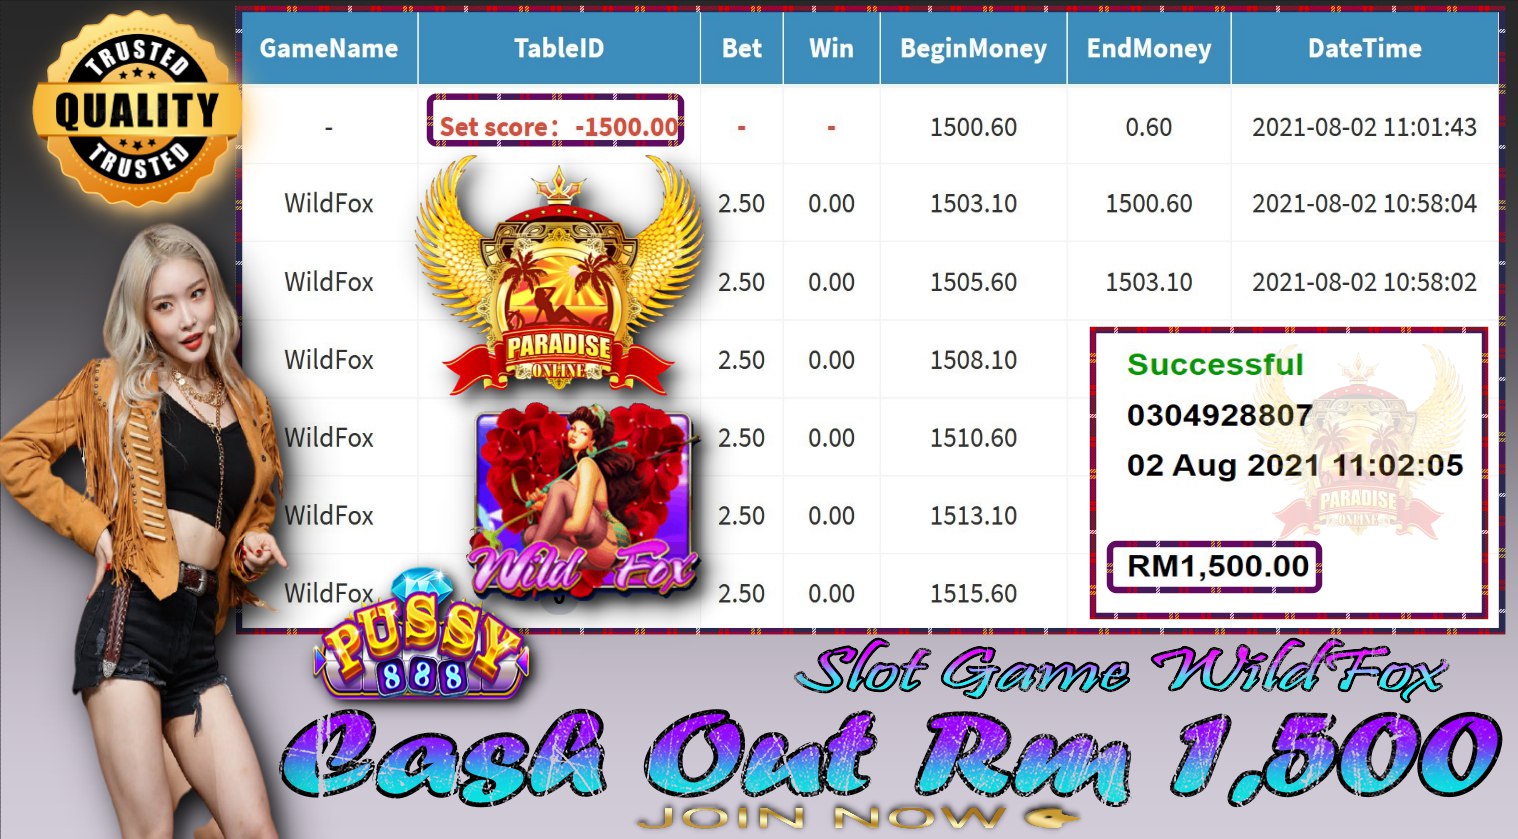 TRUSTED
QUALITY
TRUSTED
GameName TableID Bet Win BeginMoney EndMoney DateTime
- Set score： -1500.00 - - 1500.60 0.60 2021-08-02 11:01:43
WildFox 2.50 0.00 1503.10 1500.60 2021-08-02 10:58:04
WildFox 2.50 0.00 1505.60 1503.10 2021-08-02 10:58:02
WildFox 2.50 0.00 1508.10
WildFox 2.50 0.00 1510.60
WildFox 2.50 0.00 1513.10
WildFox 2.50 0.00 1515.60
PARADISE
ONLINE
Wild Fox
PUSSY
888
Successful
0304928807
02 Aug 2021 11:02:05
PARADISE
ONLINE
RM1,500.00
Slot Game WildFox
Cash Out Rm 1,500
JOIN NOW